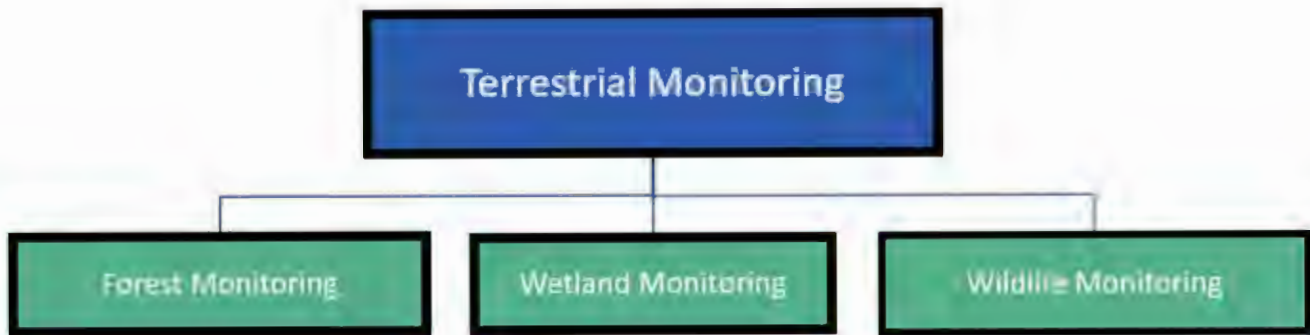 Terrestrial Monitoring
Forest Monitoring
Wetland Monitoring
Wildlife Monitoring